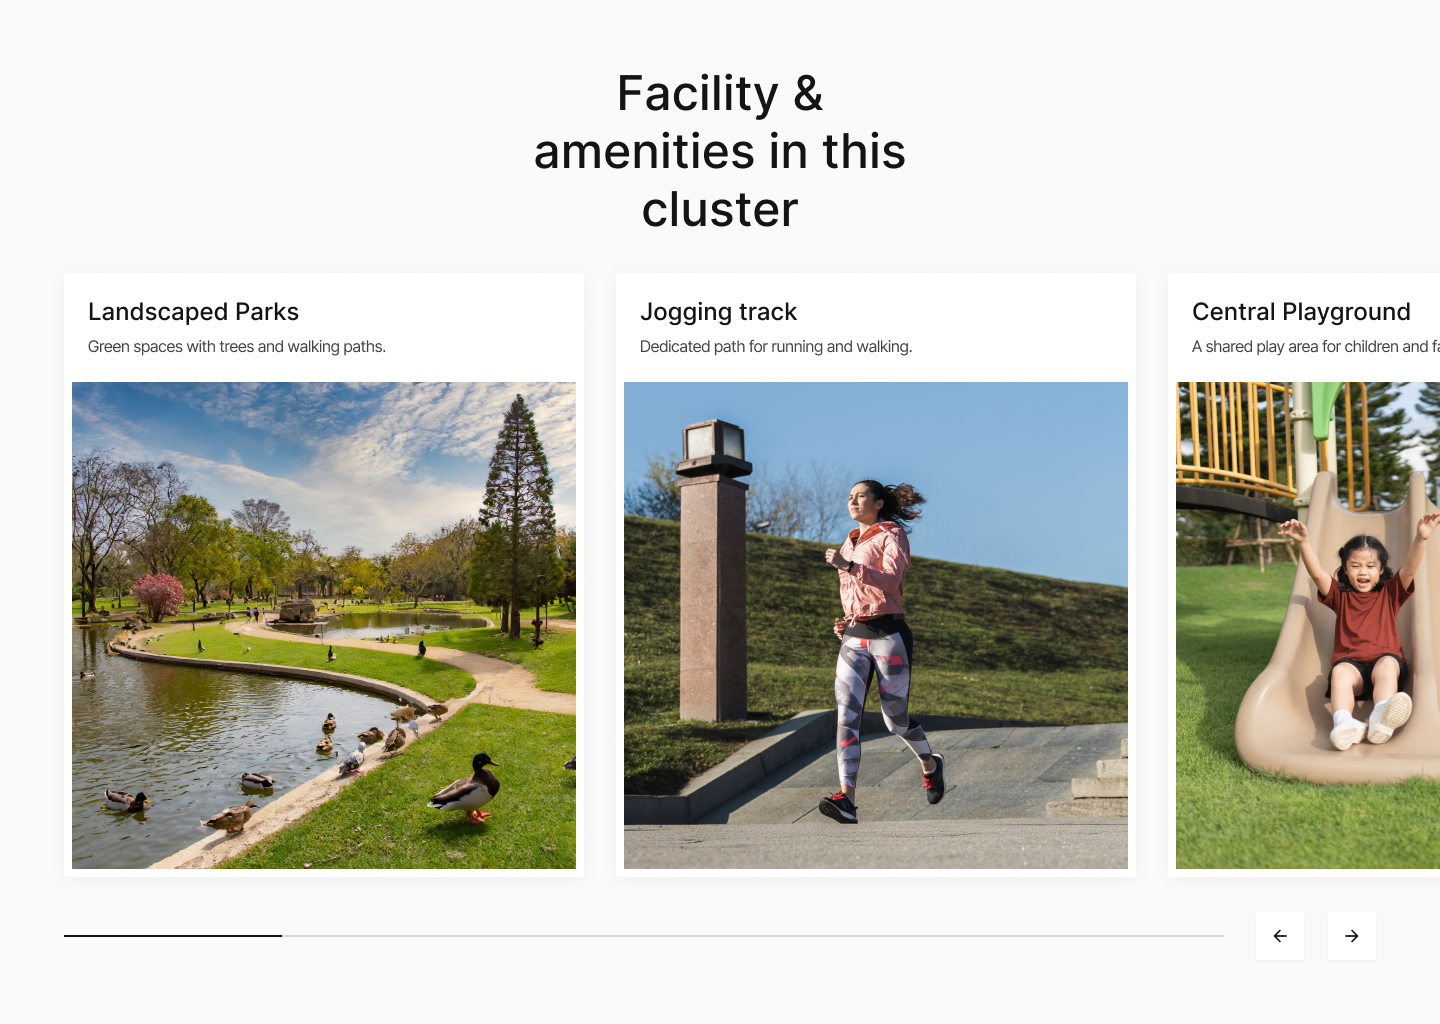 Facility &
amenities in this
cluster
Landscaped Parks
Green spaces with trees and walking paths.
Jogging track
Dedicated path for running and walking.
Central Playground
A shared play area for children and